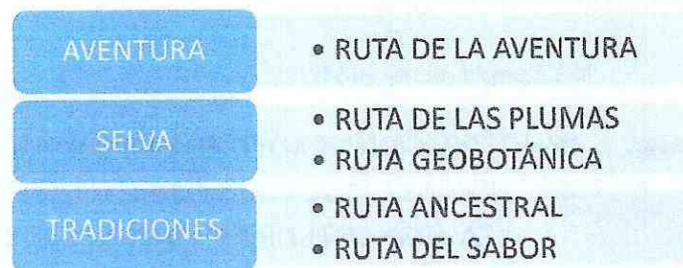 AVENTURA
• RUTA DE LA AVENTURA
SELVA
• RUTA DE LAS PLUMAS
• RUTA GEOBOTÁNICA
TRADICIONES
• RUTA ANCESTRAL
• RUTA DEL SABOR